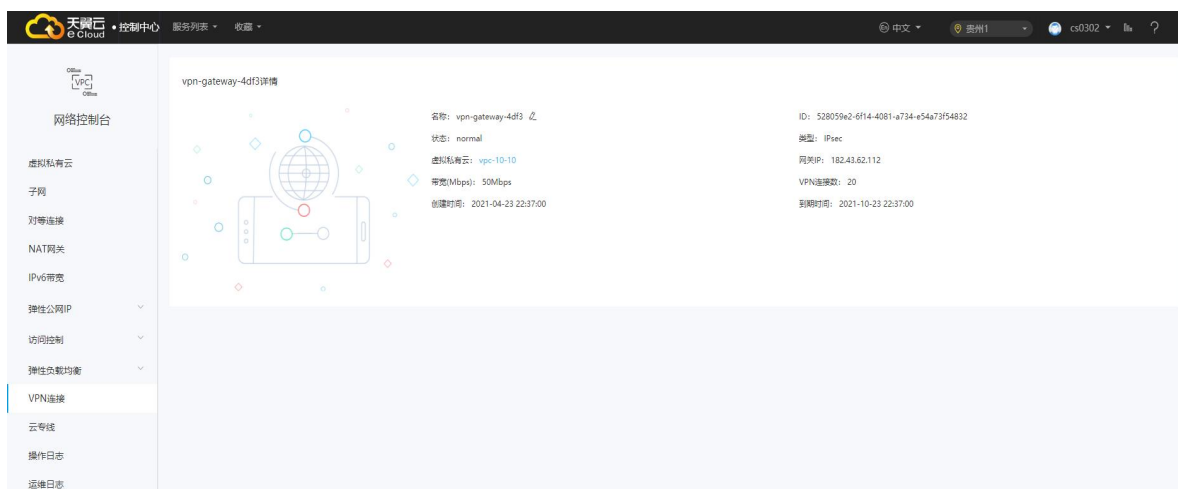 天翼云 e Cloud •控制中心 服务列表 收藏 中文 贵州1 cs0302 ?
Office VPC Office
网络控制台
虚拟私有云
子网
对等连接
NAT网关
IPv6带宽
弹性公网IP
访问控制
弹性负载均衡
VPN连接
云专线
操作日志
运维日志
vpn-gateway-4df3详情
名称: vpn-gateway-4df3
ID: 528059e2-6f14-4081-a734-e54a73f54832
状态: normal
类型: IPsec
虚拟私有云: vpc-10-10
网关IP: 182.43.62.112
带宽(Mbps): 50Mbps
VPN连接数: 20
创建时间: 2021-04-23 22:37:00
到期时间: 2021-10-23 22:37:00